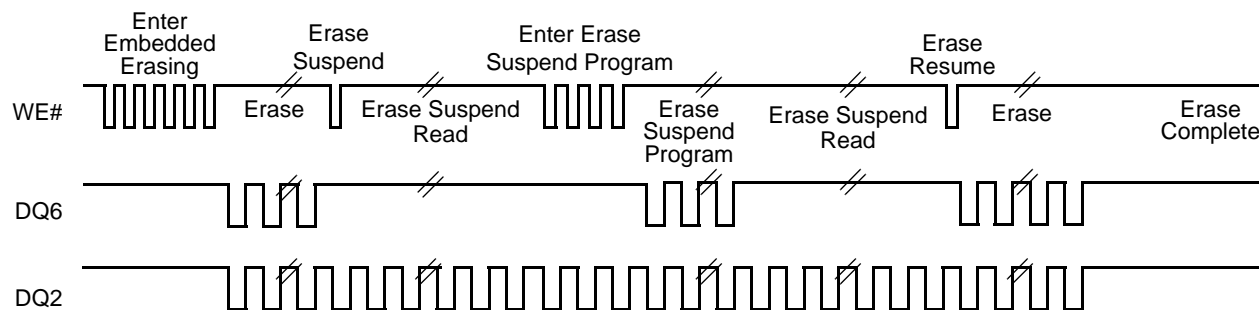 Enter
Embedded
Erasing
Erase
Suspend
Enter Erase
Suspend Program
Erase
Resume
WE#
Erase
Erase Suspend
Read
Erase
Suspend
Program
Erase Suspend
Read
Erase
Erase
Complete
DQ6
DQ2